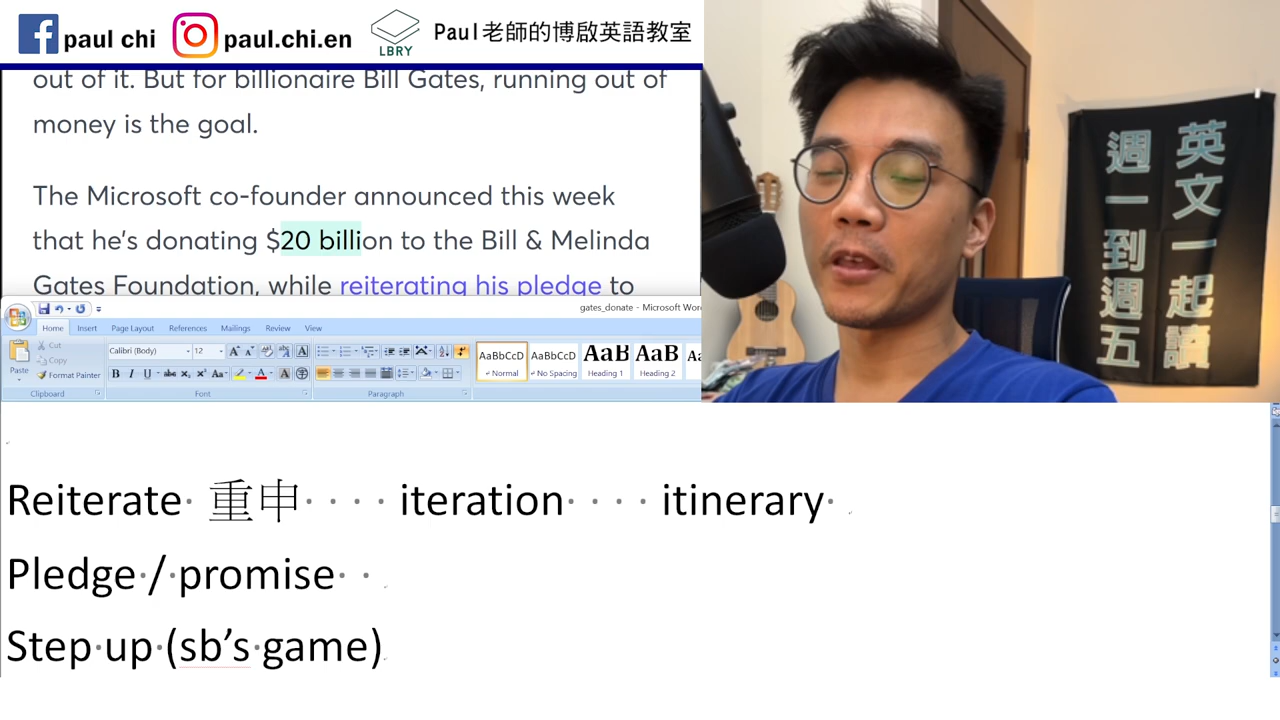 paul chi paul.chi.en LBRY Paul老師的博啟英語教室
out of it. But for billionaire Bill Gates, running out of
money is the goal.
The Microsoft co-founder announced this week
that he's donating $20 billion to the Bill & Melinda
Gates Foundation, while reiterating his pledge to
gates_donate - Microsoft Wor
Home Insert Page Layout References Mailings Review View
Paste
Cut
Copy
Format Painter
Clipboard
Calibri (Body) 12
Font
Paragraph
AaBbCcD AaBbCcD AaBb AaBb
Normal No Spacing Heading 1 Heading 2
英文一起讀
週一到週五
Reiterate 重申 iteration itinerary
Pledge / promise
Step up (sb's game)